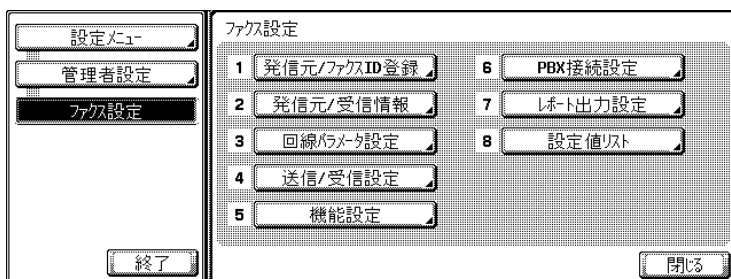 設定メニュー
管理者設定
ファクス設定
終了
ファクス設定
1 発信元/ファクスID登録
2 発信元/受信情報
3 回線パラメータ設定
4 送信/受信設定
5 機能設定
6 PBX接続設定
7 レポート出力設定
8 設定値リスト
閉じる